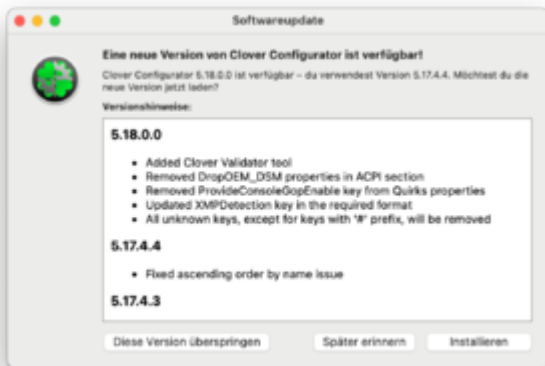 Softwareupdate
Eine neue Version von Clover Configurator ist verfügbar!
Clover Configurator 5.18.0.0 ist verfügbar – du verwendest Version 5.17.4.4. Möchtest du die
neue Version jetzt laden?
Versionshinweise:
5.18.0.0
• Added Clover Validator tool
• Removed DropOEM_DSM properties in ACPI section
• Removed ProvideConsoleGopEnable key from Quirks properties
• Updated XMPDetection key in the required format
• All unknown keys, except for keys with '#' prefix, will be removed
5.17.4.4
• Fixed ascending order by name issue
5.17.4.3
Diese Version überspringen Später erinnern Installieren